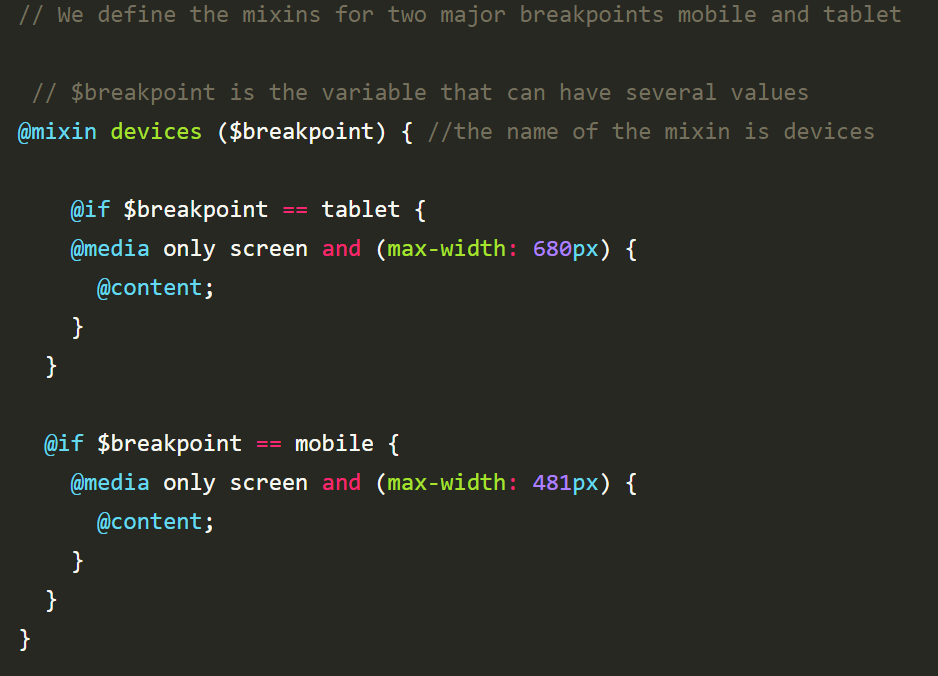 // We define the mixins for two major breakpoints mobile and tablet
// $breakpoint is the variable that can have several values
@mixin devices ($breakpoint) { //the name of the mixin is devices
@if $breakpoint == tablet {
@media only screen and (max-width: 680px) {
@content;
}
}
@if $breakpoint == mobile {
@media only screen and (max-width: 481px) {
@content;
}
}
}